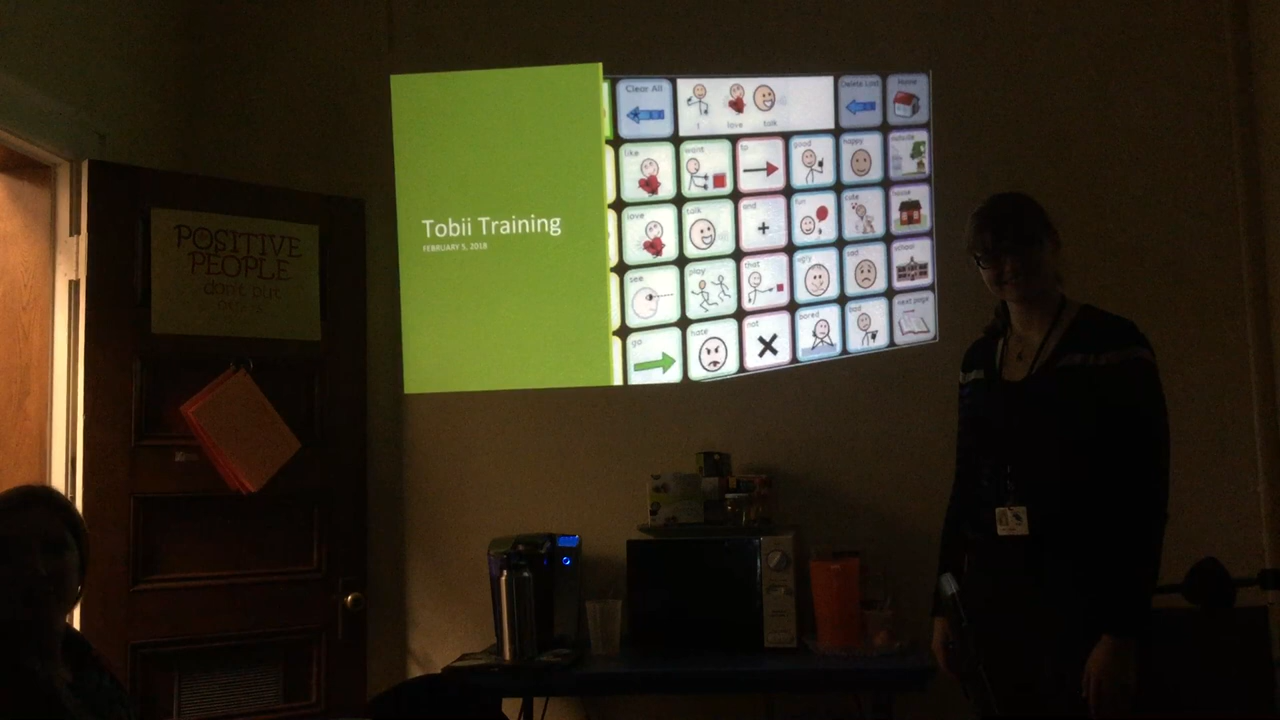 POSITIVE
PEOPLE
don't put
Tobii Training
FEBRUARY 5, 2018
Clear All
I love talk
Delete Last
Home
like
want
to
good
happy
outside
love
talk
and
fun
cute
house
see
play
that
ugly
sad
school
go
hate
not
bored
bad
next page